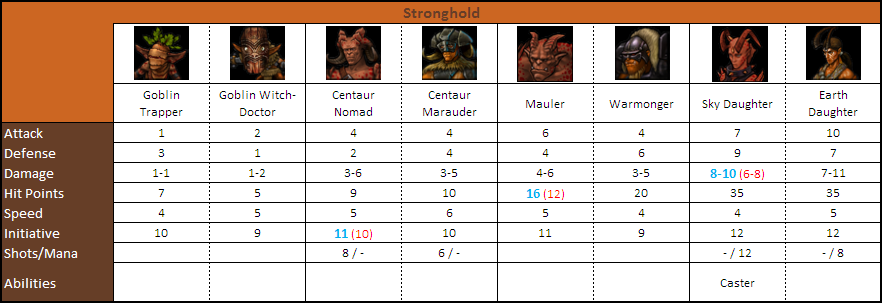 Stronghold
Goblin Trapper Goblin Witch-Doctor Centaur Nomad Centaur Marauder Mauler Warmonger Sky Daughter Earth Daughter
Attack 1 2 4 4 6 4 7 10
Defense 3 1 2 4 4 6 9 7
Damage 1-1 1-2 3-6 3-5 4-6 3-5 8-10 (6-8) 7-11
Hit Points 7 5 9 10 16 (12) 20 35 35
Speed 4 5 5 6 5 4 4 5
Initiative 10 9 11 (10) 10 11 9 12 12
Shots/Mana 8 / - 6 / - - / 12 - / 8
Abilities Caster